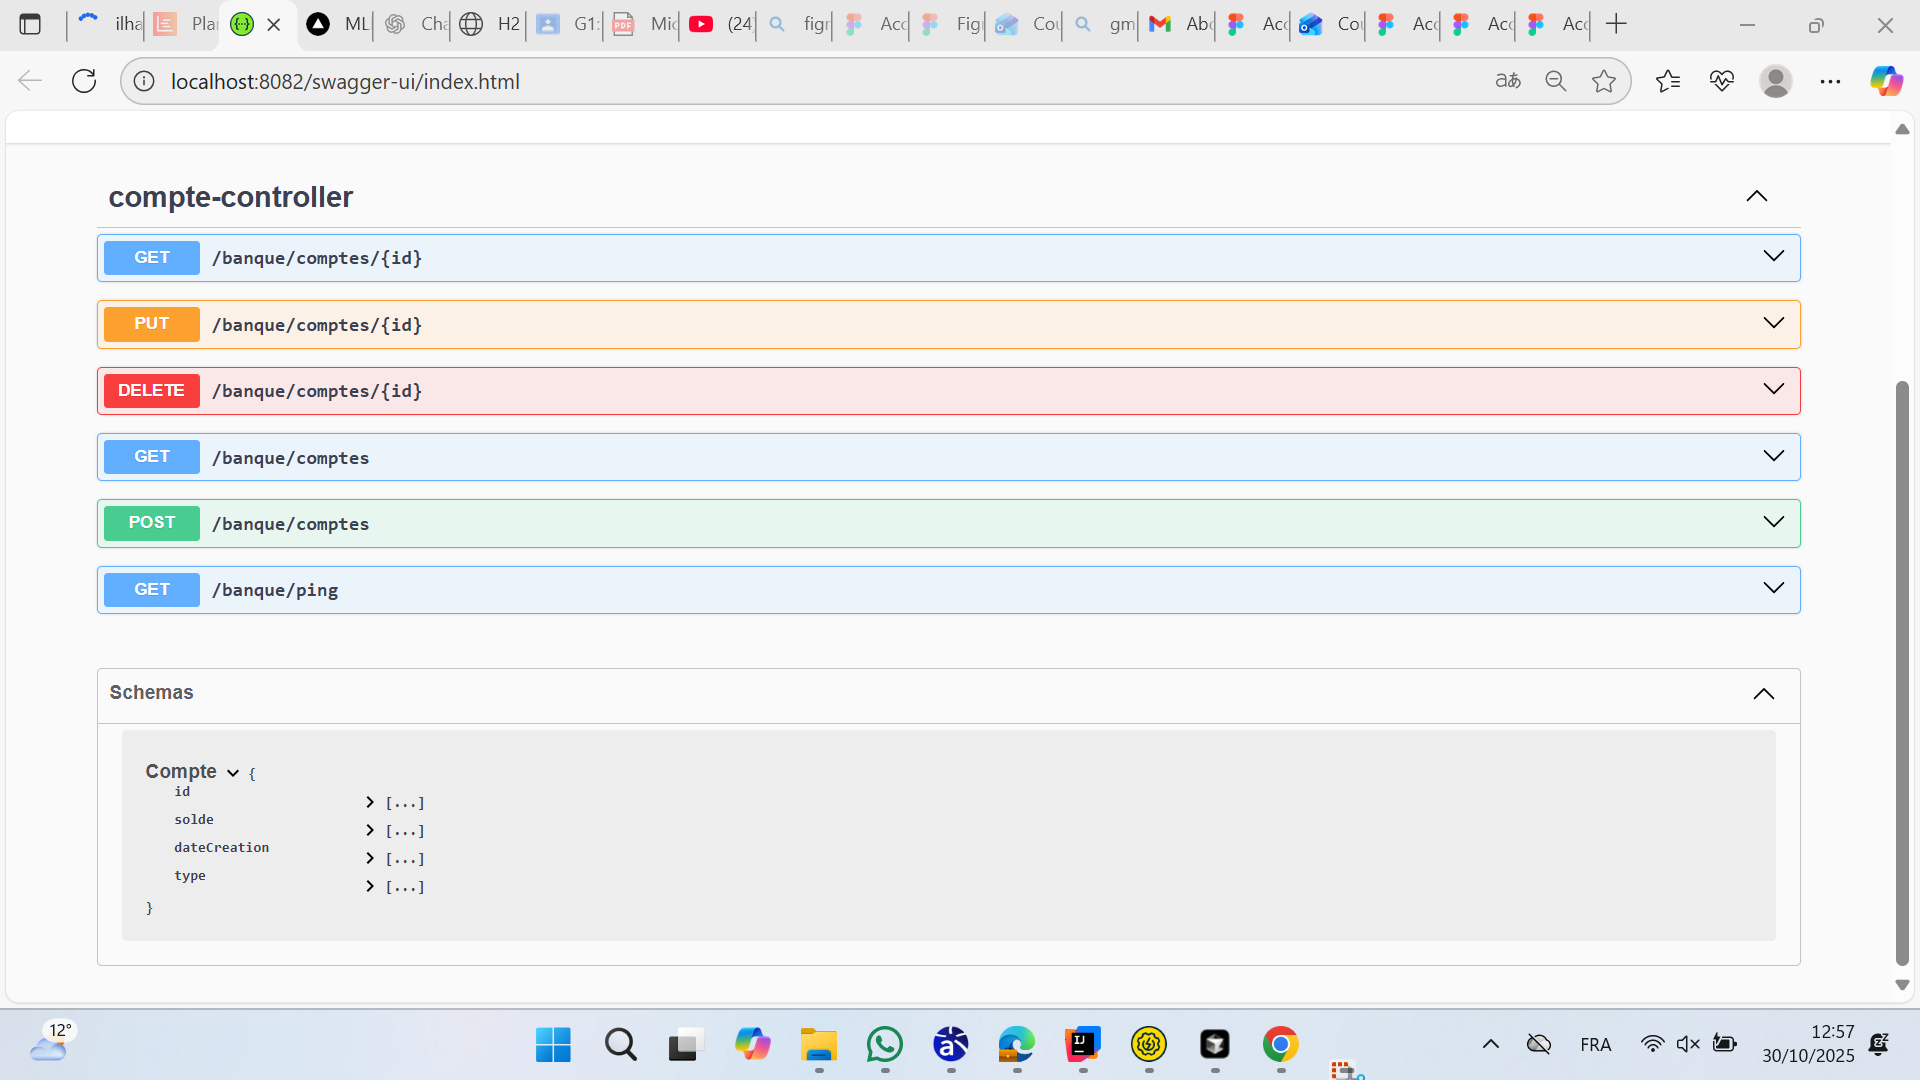 ilha
Pla
ML
Cha
H2
G1:
Mic
(24
figr
Acc
Fig
Cou
gm
Abc
Acc
Cou
Acc
Acc
Acc
localhost:8082/swagger-ui/index.html
compte-controller
GET /banque/comptes/{id}
PUT /banque/comptes/{id}
DELETE /banque/comptes/{id}
GET /banque/comptes
POST /banque/comptes
GET /banque/ping
Schemas
Compte {
id [...]
solde [...]
dateCreation [...]
type [...]
}
12°
FRA
12:57
30/10/2025